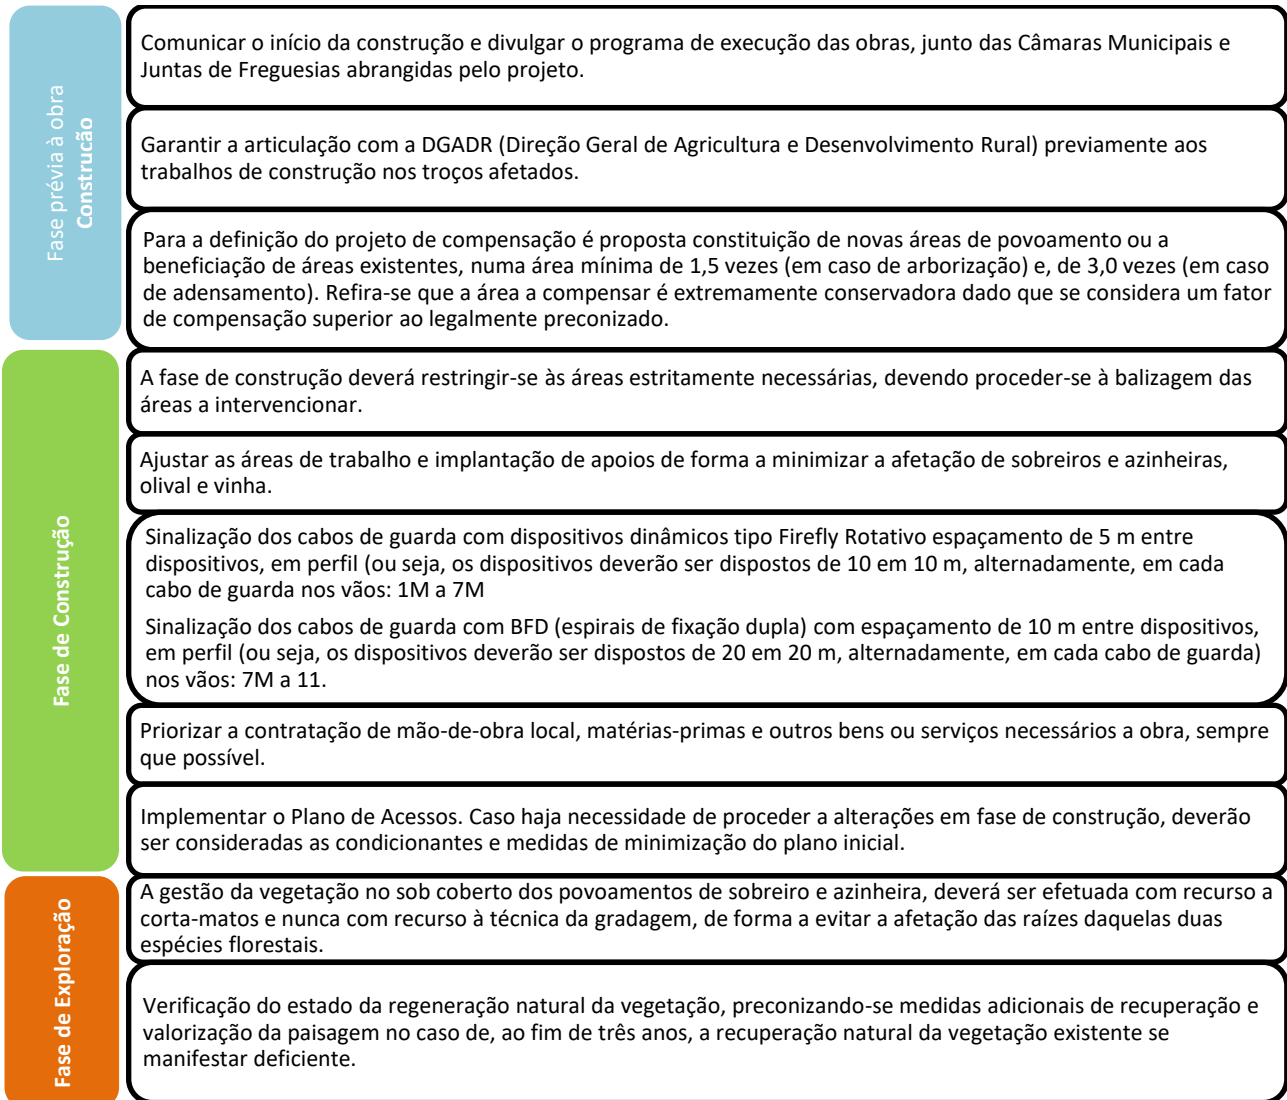 Fase prévia à obra
Construcão
Comunicar o início da construção e divulgar o programa de execução das obras, junto das Câmaras Municipais e
Juntas de Freguesias abrangidas pelo projeto.
Garantir a articulação com a DGADR (Direção Geral de Agricultura e Desenvolvimento Rural) previamente aos
trabalhos de construção nos troços afetados.
Para a definição do projeto de compensação é proposta constituição de novas áreas de povoamento ou a
beneficiação de áreas existentes, numa área mínima de 1,5 vezes (em caso de arborização) e, de 3,0 vezes (em caso
de adensamento). Refira-se que a área a compensar é extremamente conservadora dado que se considera um fator
de compensação superior ao legalmente preconizado.
Fase de Construção
A fase de construção deverá restringir-se às áreas estritamente necessárias, devendo proceder-se à balizagem das
áreas a intervencionar.
Ajustar as áreas de trabalho e implantação de apoios de forma a minimizar a afetação de sobreiros e azinheiras,
olival e vinha.
Sinalização dos cabos de guarda com dispositivos dinâmicos tipo Firefly Rotativo espaçamento de 5 m entre
dispositivos, em perfil (ou seja, os dispositivos deverão ser dispostos de 10 em 10 m, alternadamente, em cada
cabo de guarda nos vãos: 1M a 7M
Sinalização dos cabos de guarda com BFD (espirais de fixação dupla) com espaçamento de 10 m entre dispositivos,
em perfil (ou seja, os dispositivos deverão ser dispostos de 20 em 20 m, alternadamente, em cada cabo de guarda)
nos vãos: 7M a 11.
Priorizar a contratação de mão-de-obra local, matérias-primas e outros bens ou serviços necessários a obra, sempre
que possível.
Implementar o Plano de Acessos. Caso haja necessidade de proceder a alterações em fase de construção, deverão
ser consideradas as condicionantes e medidas de minimização do plano inicial.
Fase de Exploração
A gestão da vegetação no sob coberto dos povoamentos de sobreiro e azinheira, deverá ser efetuada com recurso a
corta-matos e nunca com recurso à técnica da gradagem, de forma a evitar a afetação das raízes daquelas duas
espécies florestais.
Verificação do estado da regeneração natural da vegetação, preconizando-se medidas adicionais de recuperação e
valorização da paisagem no caso de, ao fim de três anos, a recuperação natural da vegetação existente se
manifestar deficiente.